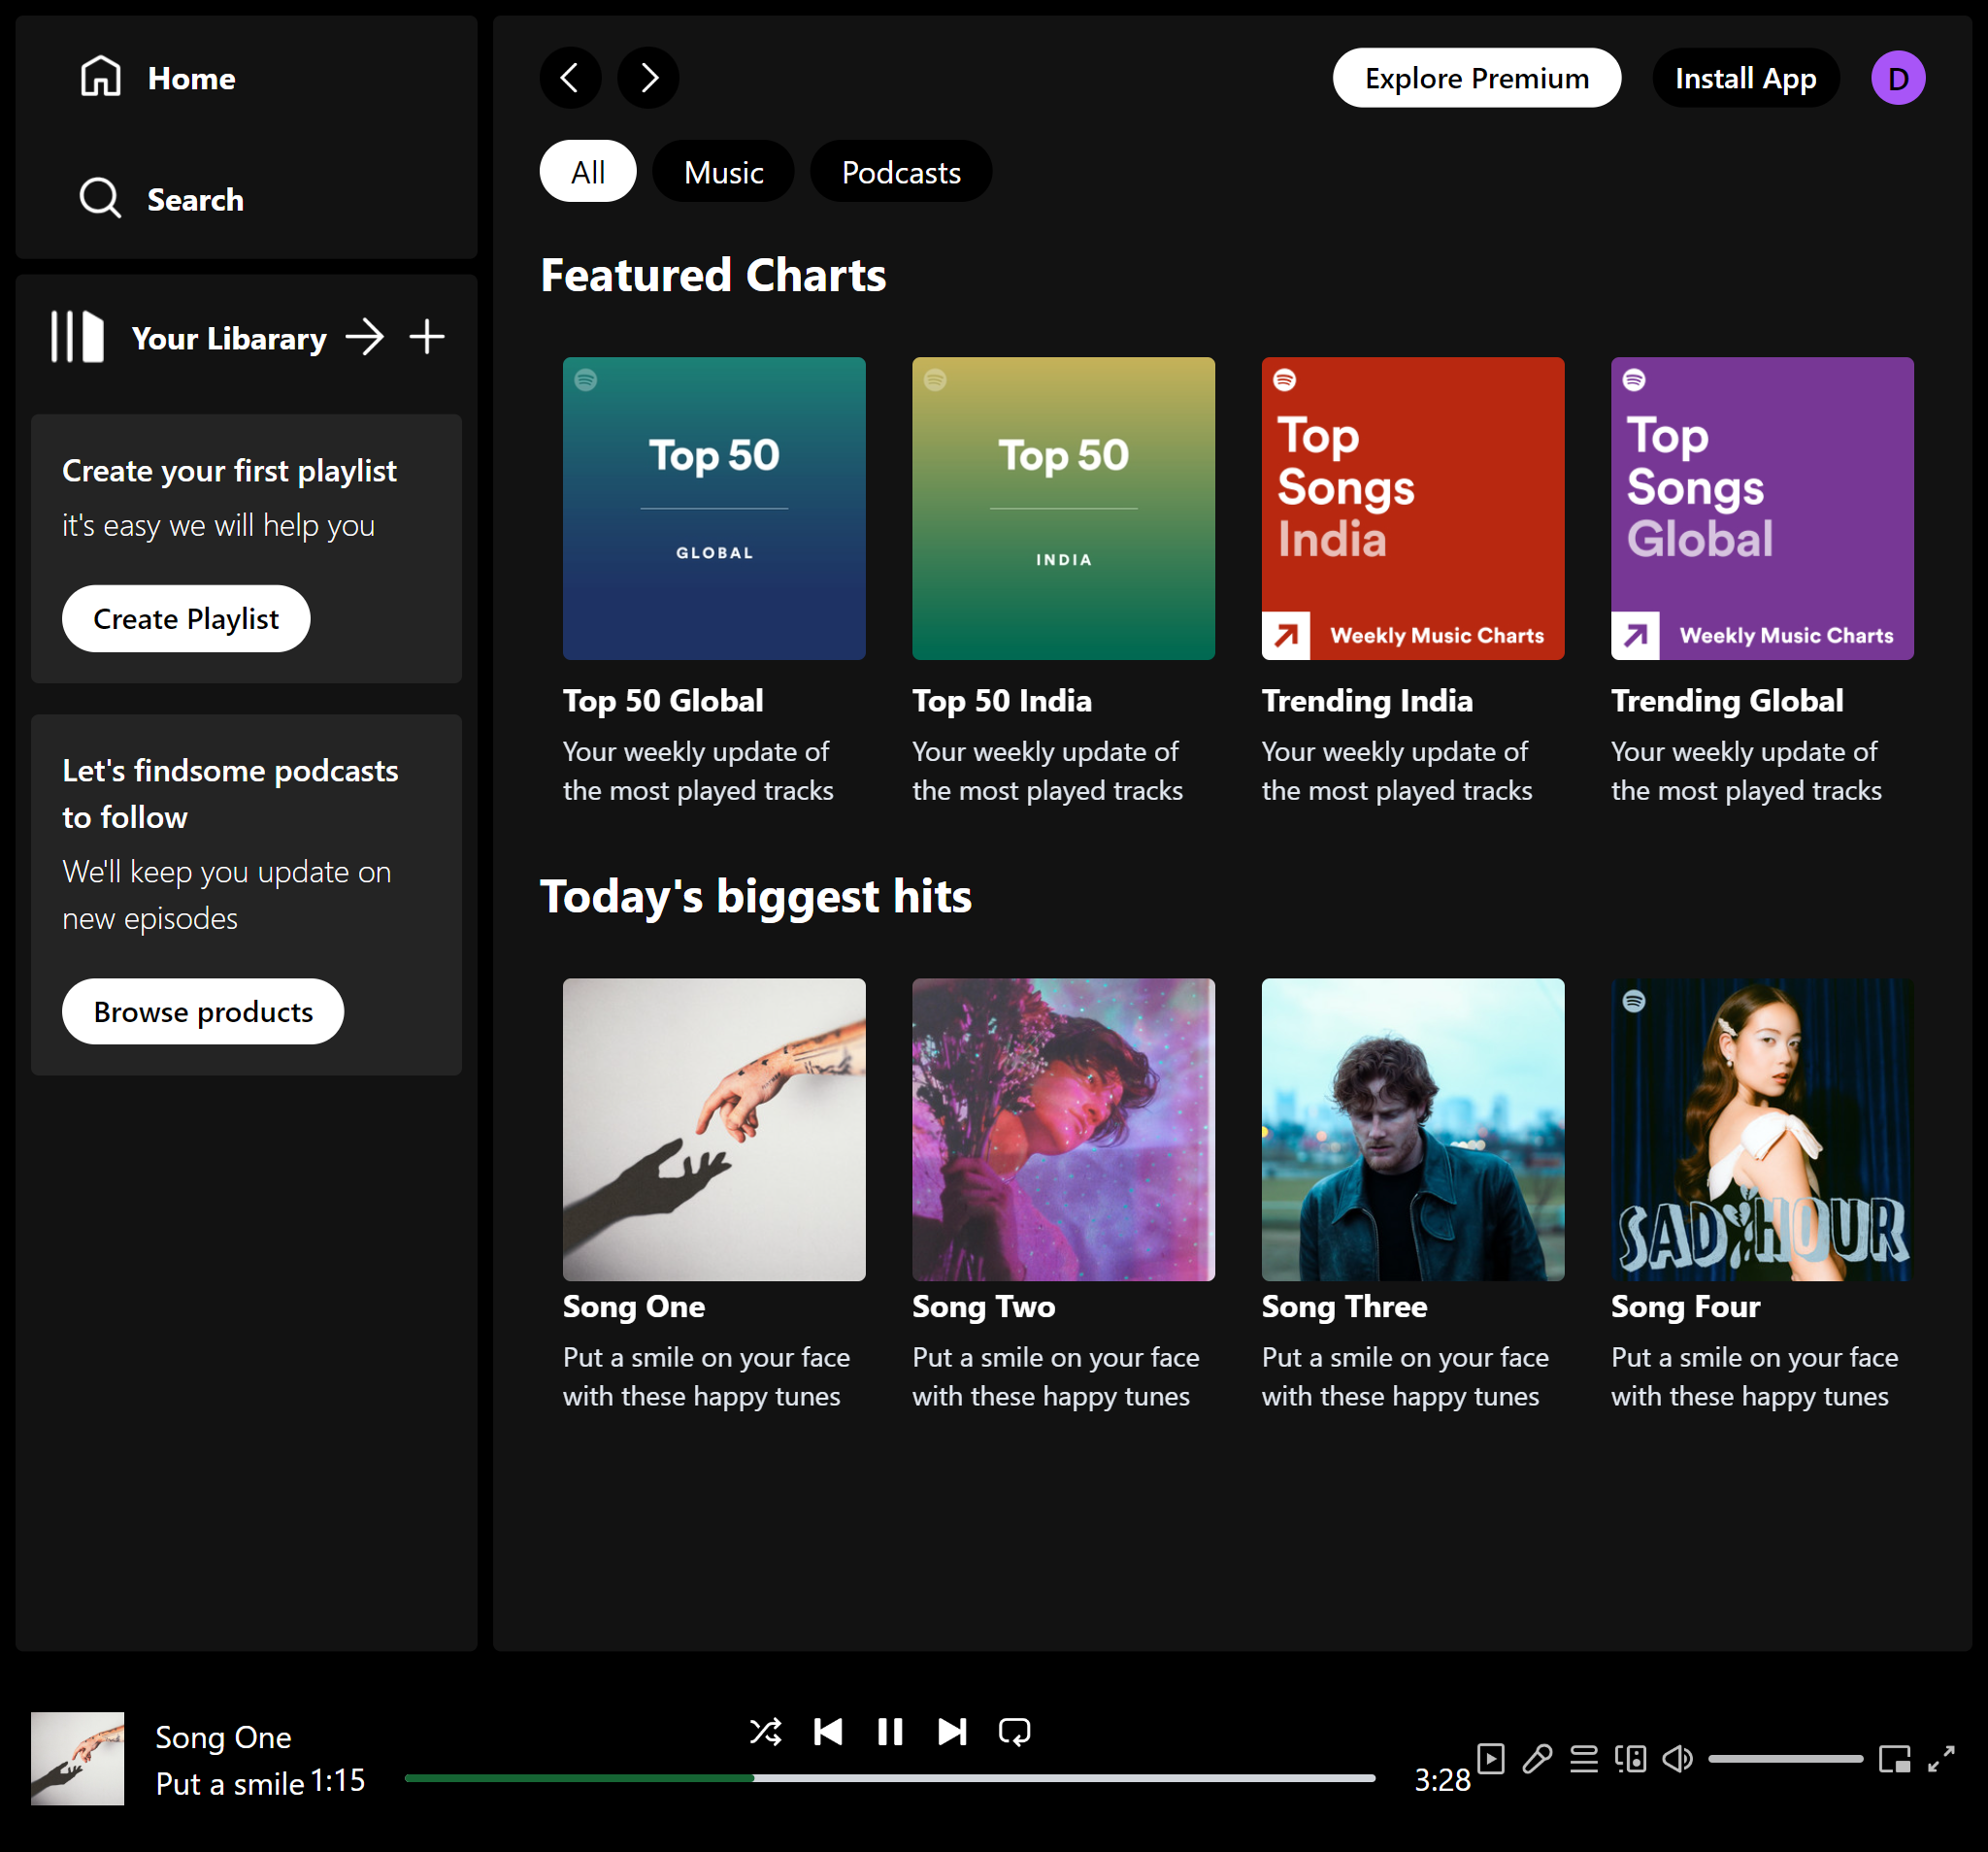 Home
Search
Your Libarary
Create your first playlist
it's easy we will help you
Create Playlist
Let's findsome podcasts
to follow
We'll keep you update on
new episodes
Browse products
Explore Premium
Install App
D
All
Music
Podcasts
Featured Charts
Top 50
GLOBAL
Top 50 Global
Your weekly update of
the most played tracks
Top 50
INDIA
Top 50 India
Your weekly update of
the most played tracks
Top
Songs
India
Weekly Music Charts
Trending India
Your weekly update of
the most played tracks
Top
Songs
Global
Weekly Music Charts
Trending Global
Your weekly update of
the most played tracks
Today's biggest hits
Song One
Put a smile on your face
with these happy tunes
Song Two
Put a smile on your face
with these happy tunes
Song Three
Put a smile on your face
with these happy tunes
SAD HOUR
Song Four
Put a smile on your face
with these happy tunes
Song One
Put a smile
1:15
3:28